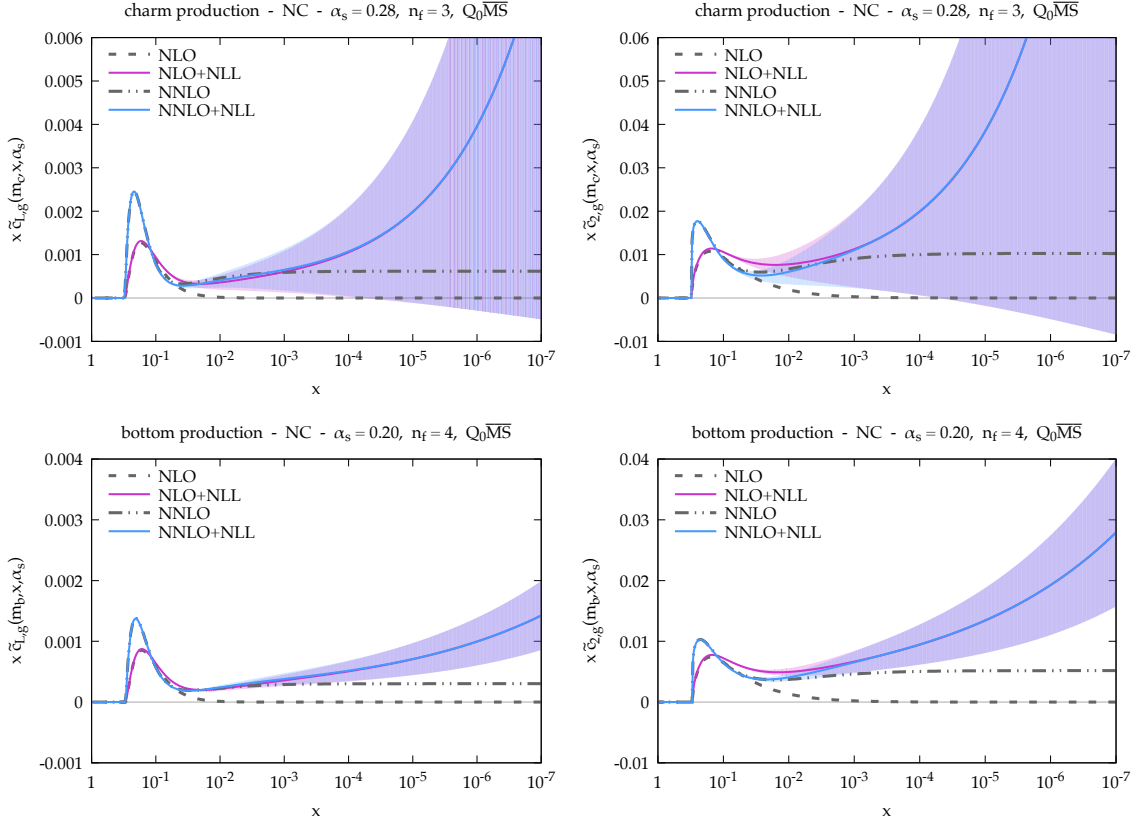 charm production - NC - αs = 0.28, nf = 3, Q0M̅S̅
NLO
NLO+NLL
NNLO
NNLO+NLL
x c̃L,g(mc,x,αs)
0.006
0.005
0.004
0.003
0.002
0.001
0
-0.001
1 10-1 10-2 10-3 10-4 10-5 10-6 10-7
x
charm production - NC - αs = 0.28, nf = 3, Q0M̅S̅
NLO
NLO+NLL
NNLO
NNLO+NLL
x c̃2,g(mc,x,αs)
0.06
0.05
0.04
0.03
0.02
0.01
0
-0.01
1 10-1 10-2 10-3 10-4 10-5 10-6 10-7
x
bottom production - NC - αs = 0.20, nf = 4, Q0M̅S̅
NLO
NLO+NLL
NNLO
NNLO+NLL
x c̃L,g(mb,x,αs)
0.004
0.003
0.002
0.001
0
-0.001
1 10-1 10-2 10-3 10-4 10-5 10-6 10-7
x
bottom production - NC - αs = 0.20, nf = 4, Q0M̅S̅
NLO
NLO+NLL
NNLO
NNLO+NLL
x c̃2,g(mb,x,αs)
0.04
0.03
0.02
0.01
0
-0.01
1 10-1 10-2 10-3 10-4 10-5 10-6 10-7
x